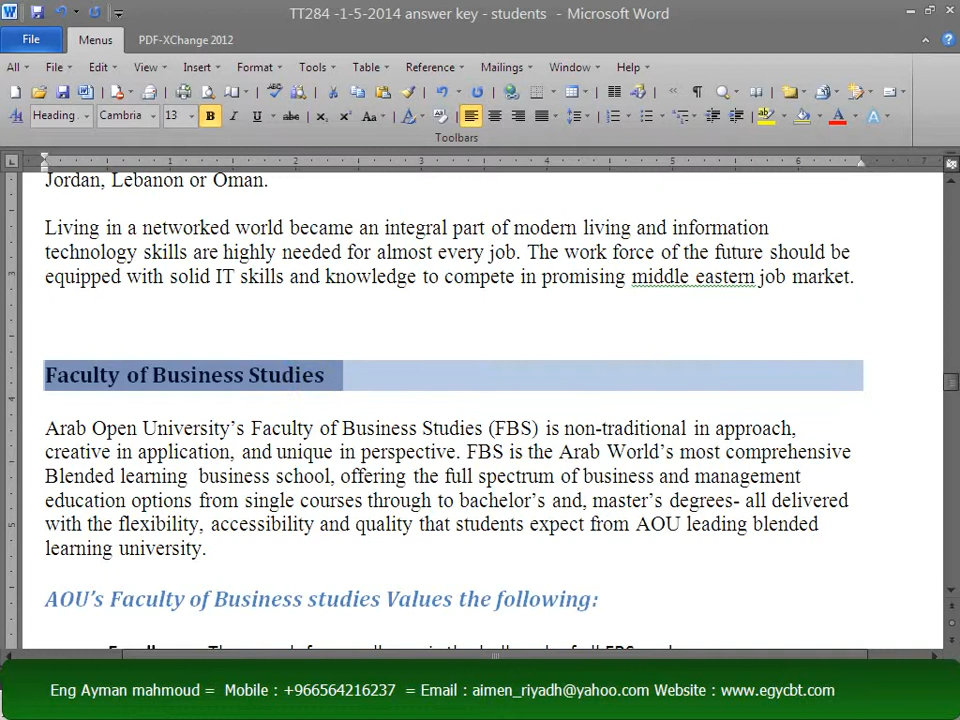 TT284 -1-5-2014 answer key - students - Microsoft Word
File Menus PDF-XChange 2012
All File Edit View Insert Format Tools Table Reference Mailings Window Help
Heading Cambria 13 B I U abc Aa
Toolbars
1 2 3 4 5 6 7
Jordan, Lebanon or Oman.
Living in a networked world became an integral part of modern living and information
technology skills are highly needed for almost every job. The work force of the future should be
equipped with solid IT skills and knowledge to compete in promising middle eastern job market.
Faculty of Business Studies
Arab Open University’s Faculty of Business Studies (FBS) is non-traditional in approach,
creative in application, and unique in perspective. FBS is the Arab World’s most comprehensive
Blended learning business school, offering the full spectrum of business and management
education options from single courses through to bachelor’s and, master’s degrees- all delivered
with the flexibility, accessibility and quality that students expect from AOU leading blended
learning university.
AOU’s Faculty of Business studies Values the following:
Eng Ayman mahmoud = Mobile : +966564216237 = Email : aimen_riyadh@yahoo.com Website : www.egycbt.com